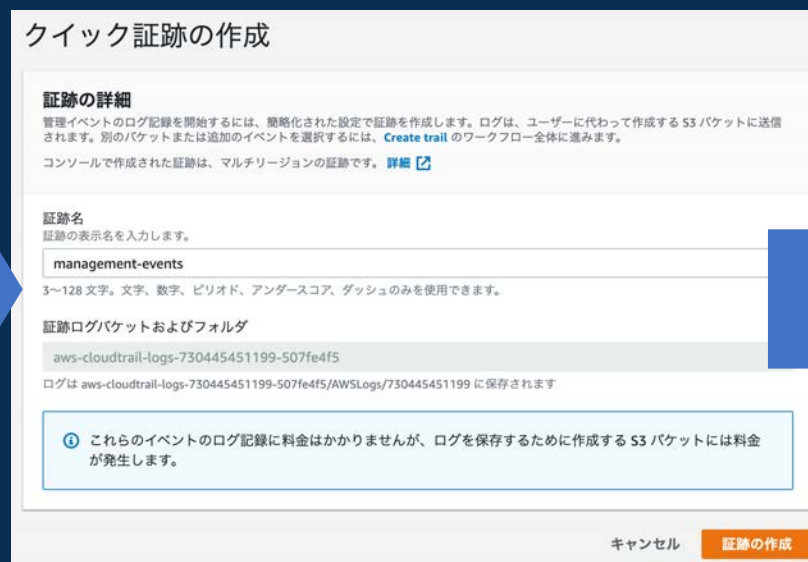 クイック証跡の作成
証跡の詳細
管理イベントのログ記録を開始するには、簡略化された設定で証跡を作成します。ログは、ユーザーに代わって作成する S3 バケットに送信
されます。別のバケットまたは追加のイベントを選択するには、Create trail のワークフロー全体に進みます。
コンソールで作成された証跡は、マルチリージョンの証跡です。 詳細
証跡名
証跡の表示名を入力します。
management-events
3~128 文字。文字、数字、ピリオド、アンダースコア、ダッシュのみを使用できます。
証跡ログバケットおよびフォルダ
aws-cloudtrail-logs-730445451199-507fe4f5
ログは aws-cloudtrail-logs-730445451199-507fe4f5/AWSLogs/730445451199 に保存されます
これらのイベントのログ記録に料金はかかりませんが、ログを保存するために作成する S3 バケットには料金
が発生します。
キャンセル 証跡の作成